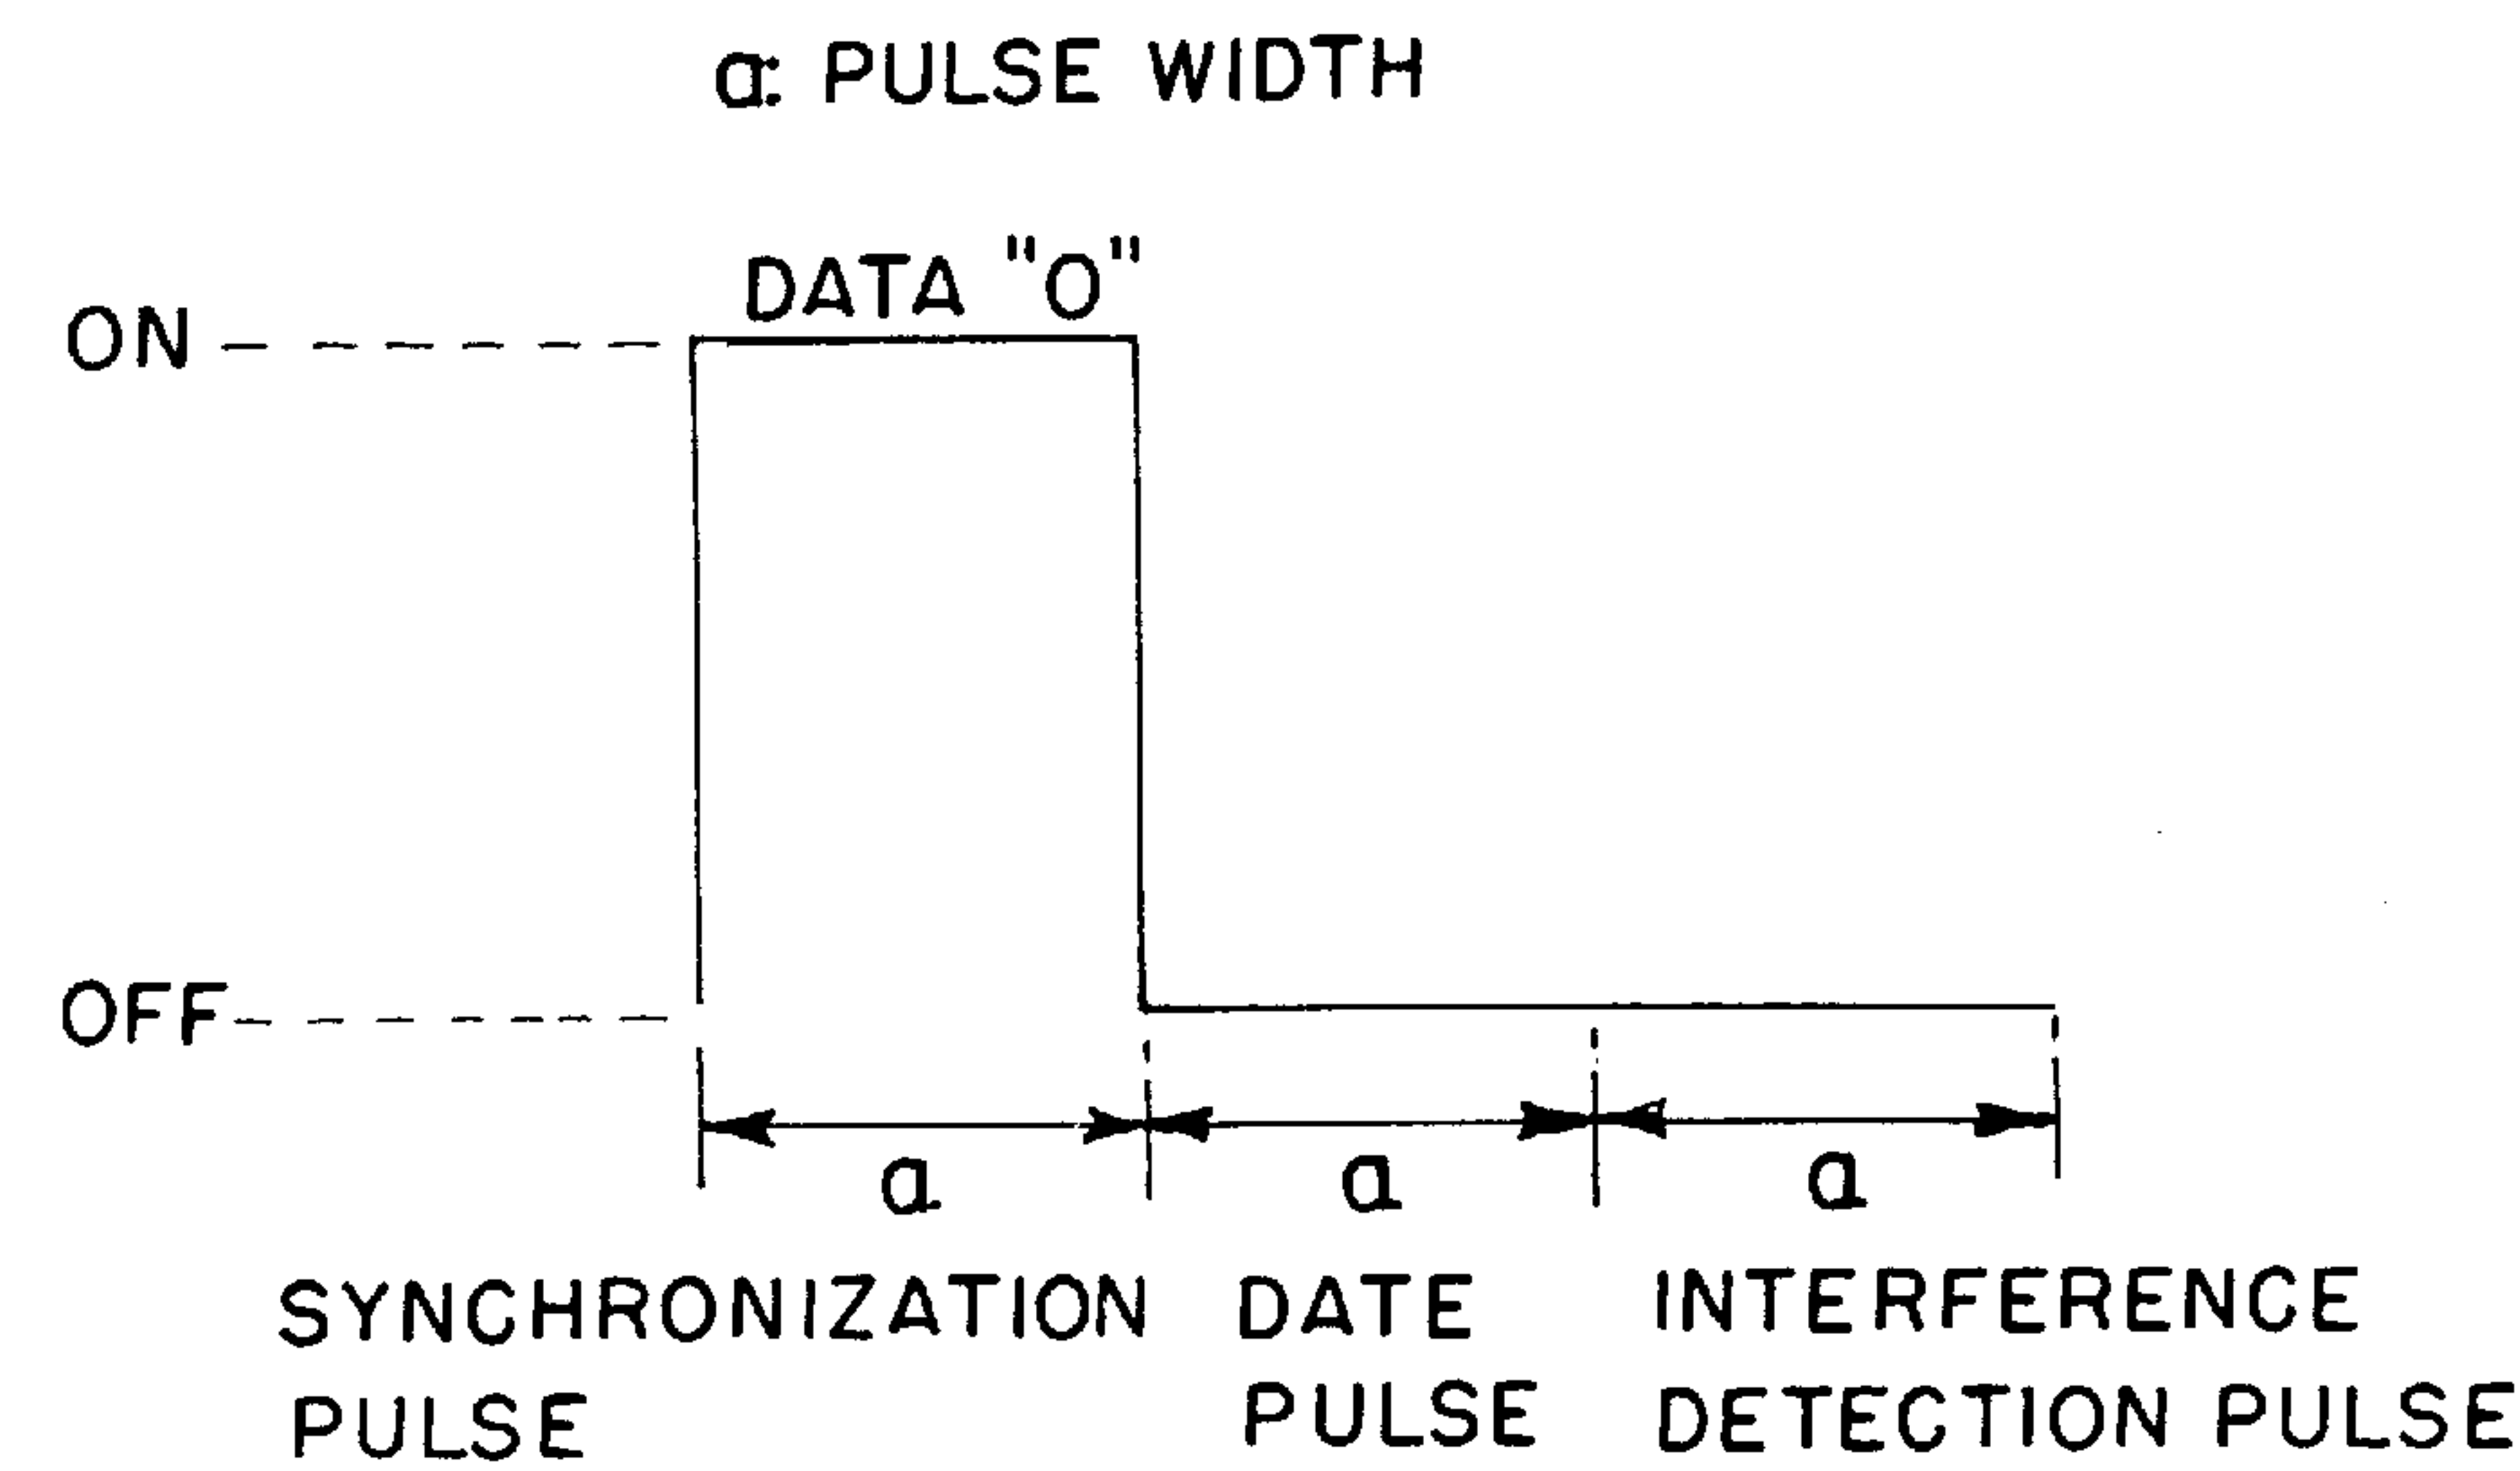 a: PULSE WIDTH
DATA "0"
ON
OFF
a a a
SYNCHRONIZATION PULSE
DATE PULSE
INTERFERENCE DETECTION PULSE